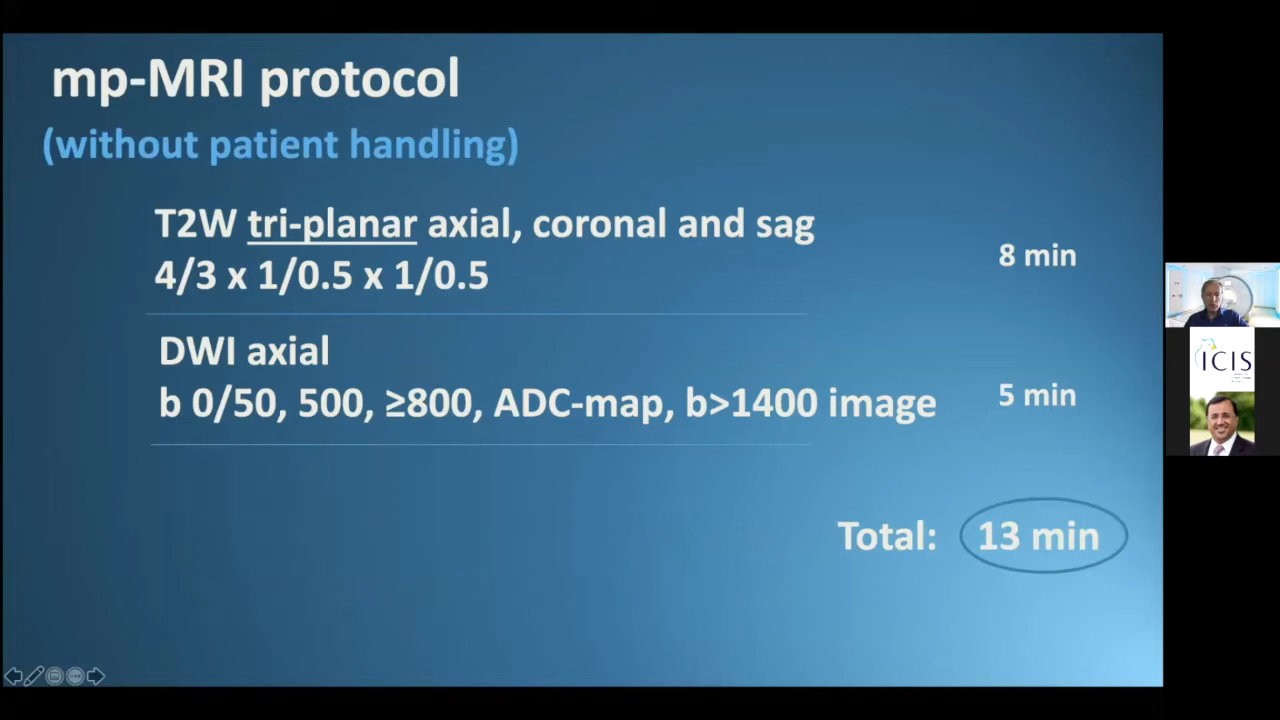 mp-MRI protocol
(without patient handling)
T2W tri-planar axial, coronal and sag
4/3 x 1/0.5 x 1/0.5
8 min
DWI axial
b 0/50, 500, ≥800, ADC-map, b>1400 image
5 min
Total: 13 min
ICIS